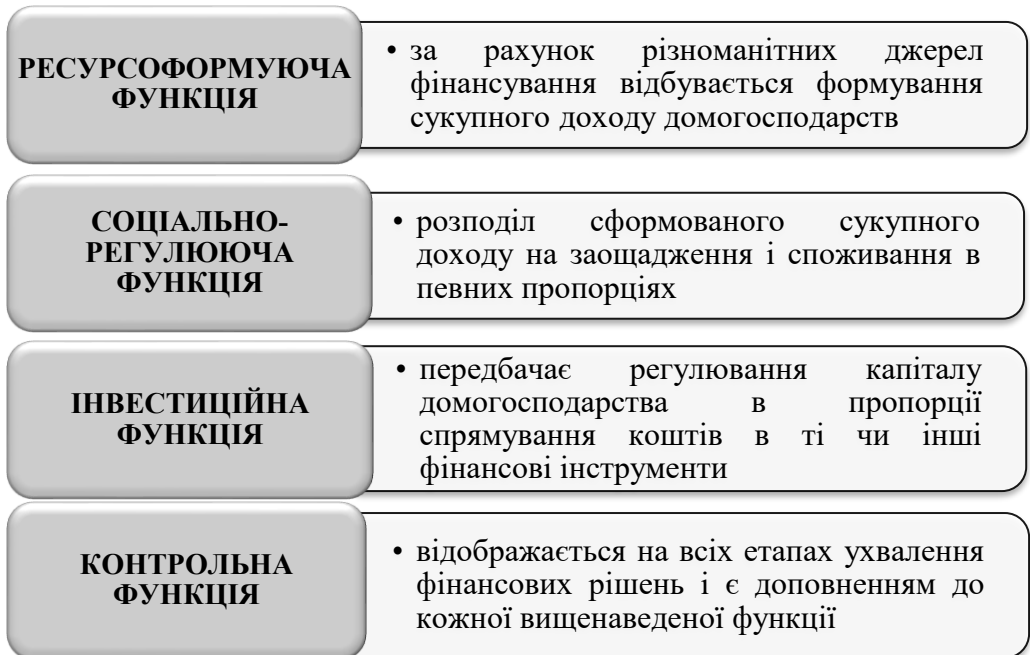 РЕСУРСОФОРМУЮЧА
ФУНКЦІЯ
• за рахунок різноманітних джерел
фінансування відбувається формування
сукупного доходу домогосподарств
СОЦІАЛЬНО-
РЕГУЛЮЮЧА
ФУНКЦІЯ
• розподіл сформованого сукупного
доходу на заощадження і споживання в
певних пропорціях
ІНВЕСТИЦІЙНА
ФУНКЦІЯ
• передбачає регулювання капіталу
домогосподарства в пропорції
спрямування коштів в ті чи інші
фінансові інструменти
КОНТРОЛЬНА
ФУНКЦІЯ
• відображається на всіх етапах ухвалення
фінансових рішень і є доповненням до
кожної вищенаведеної функції